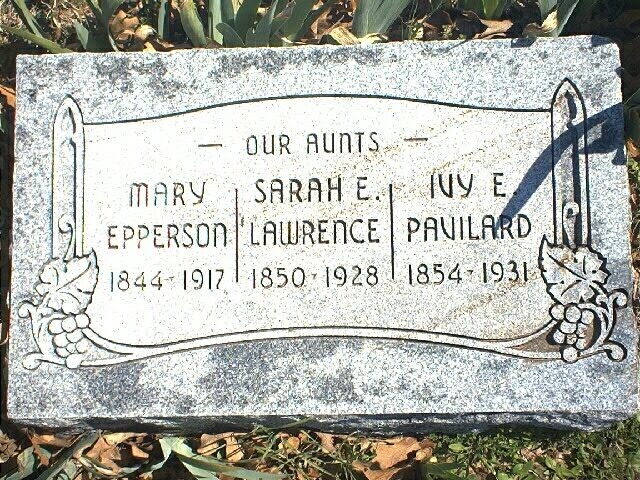 — OUR AUNTS —
MARY
EPPERSON
1844-1917
SARAH E.
LAWRENCE
1850-1928
IVY E.
PAVILARD
1854-1931